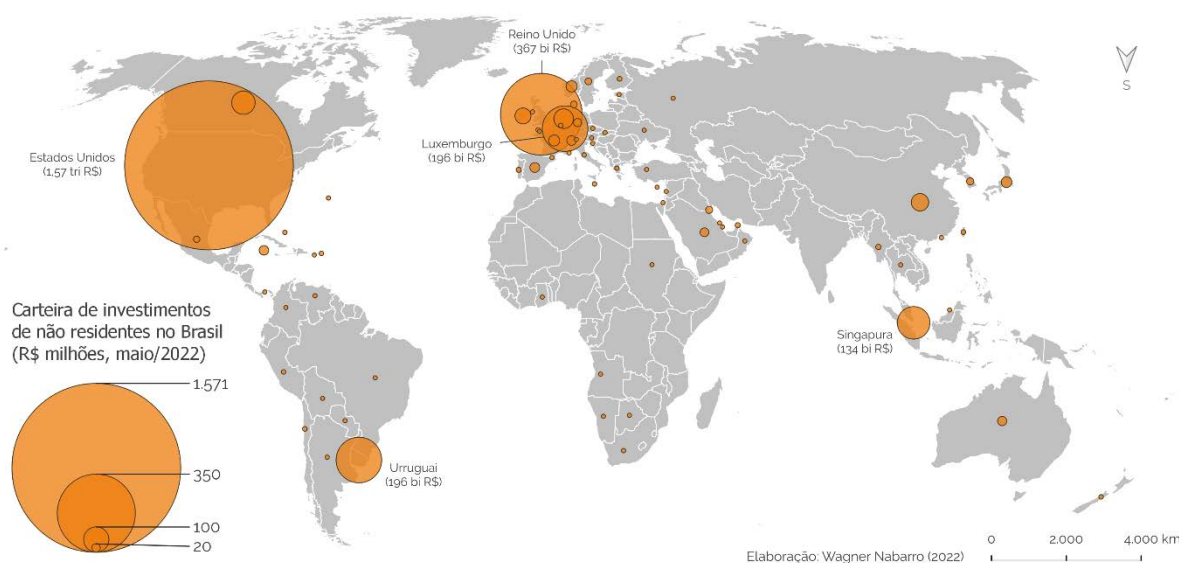 Reino Unido
(367 bi R$)
S
Estados Unidos
(1,57 tri R$)
Luxemburgo
(196 bi R$)
Carteira de investimentos
de não residentes no Brasil
(R$ milhões, maio/2022)
1.571
350
100
20
Singapura
(134 bi R$)
Urruguai
(196 bi R$)
Elaboração: Wagner Nabarro (2022)
0 2.000 4.000 km